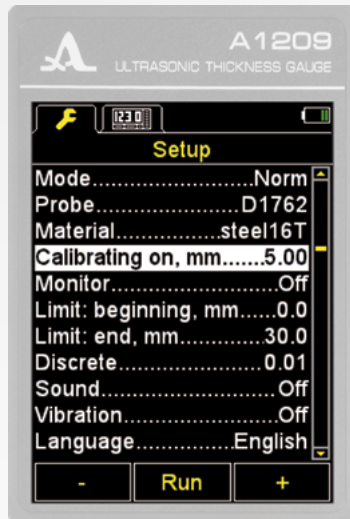 A1209
ULTRASONIC THICKNESS GAUGE
123.0
Setup
Mode..............................Norm
Probe............................D1762
Material....................steel16T
Calibrating on, mm.......5.00
Monitor.............................Off
Limit: beginning, mm......0.0
Limit: end, mm..............30.0
Discrete........................0.01
Sound..............................Off
Vibration..........................Off
Language................English
- Run +